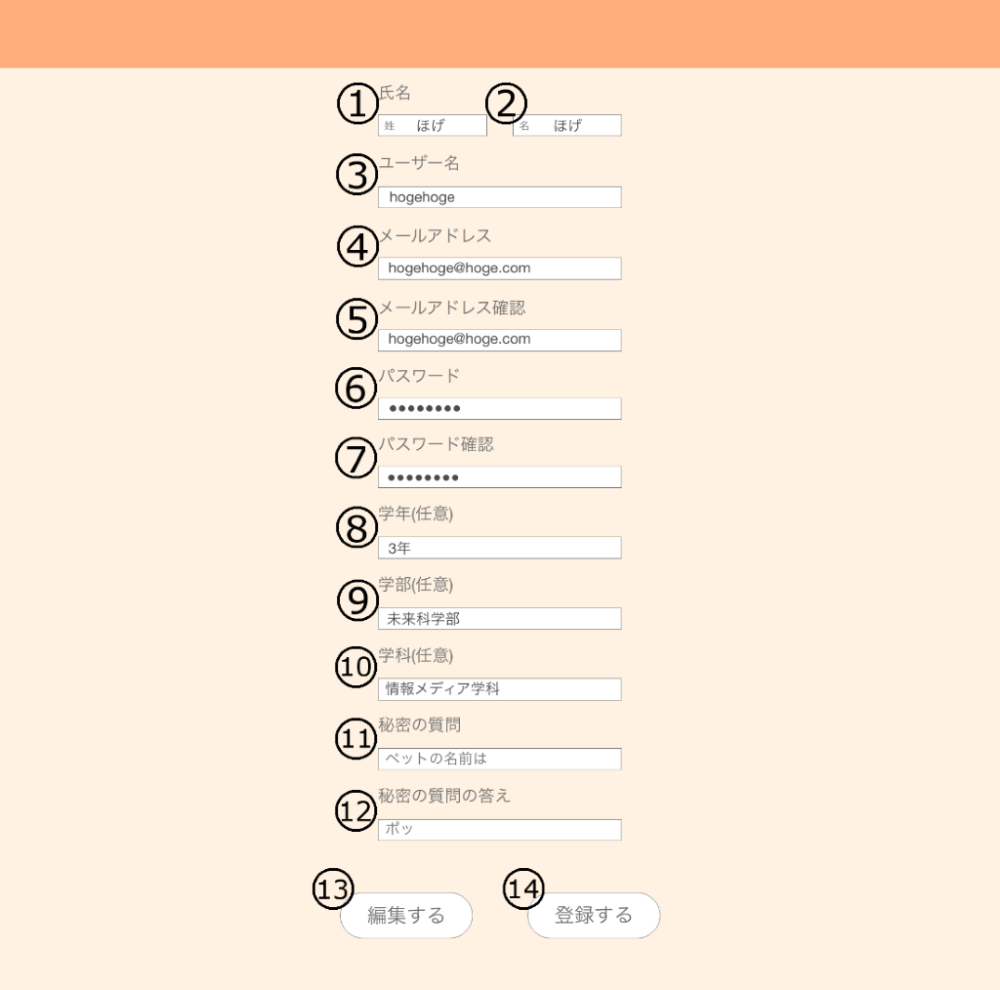 ① 氏名 ②
姓 ほげ 名 ほげ
③ ユーザー名
hogehoge
④ メールアドレス
hogehoge@hoge.com
⑤ メールアドレス確認
hogehoge@hoge.com
⑥ パスワード
●●●●●●●●
⑦ パスワード確認
●●●●●●●●
⑧ 学年(任意)
3年
⑨ 学部(任意)
未来科学部
⑩ 学科(任意)
情報メディア学科
⑪ 秘密の質問
ペットの名前は
⑫ 秘密の質問の答え
ポッ
⑬ 編集する ⑭ 登録する